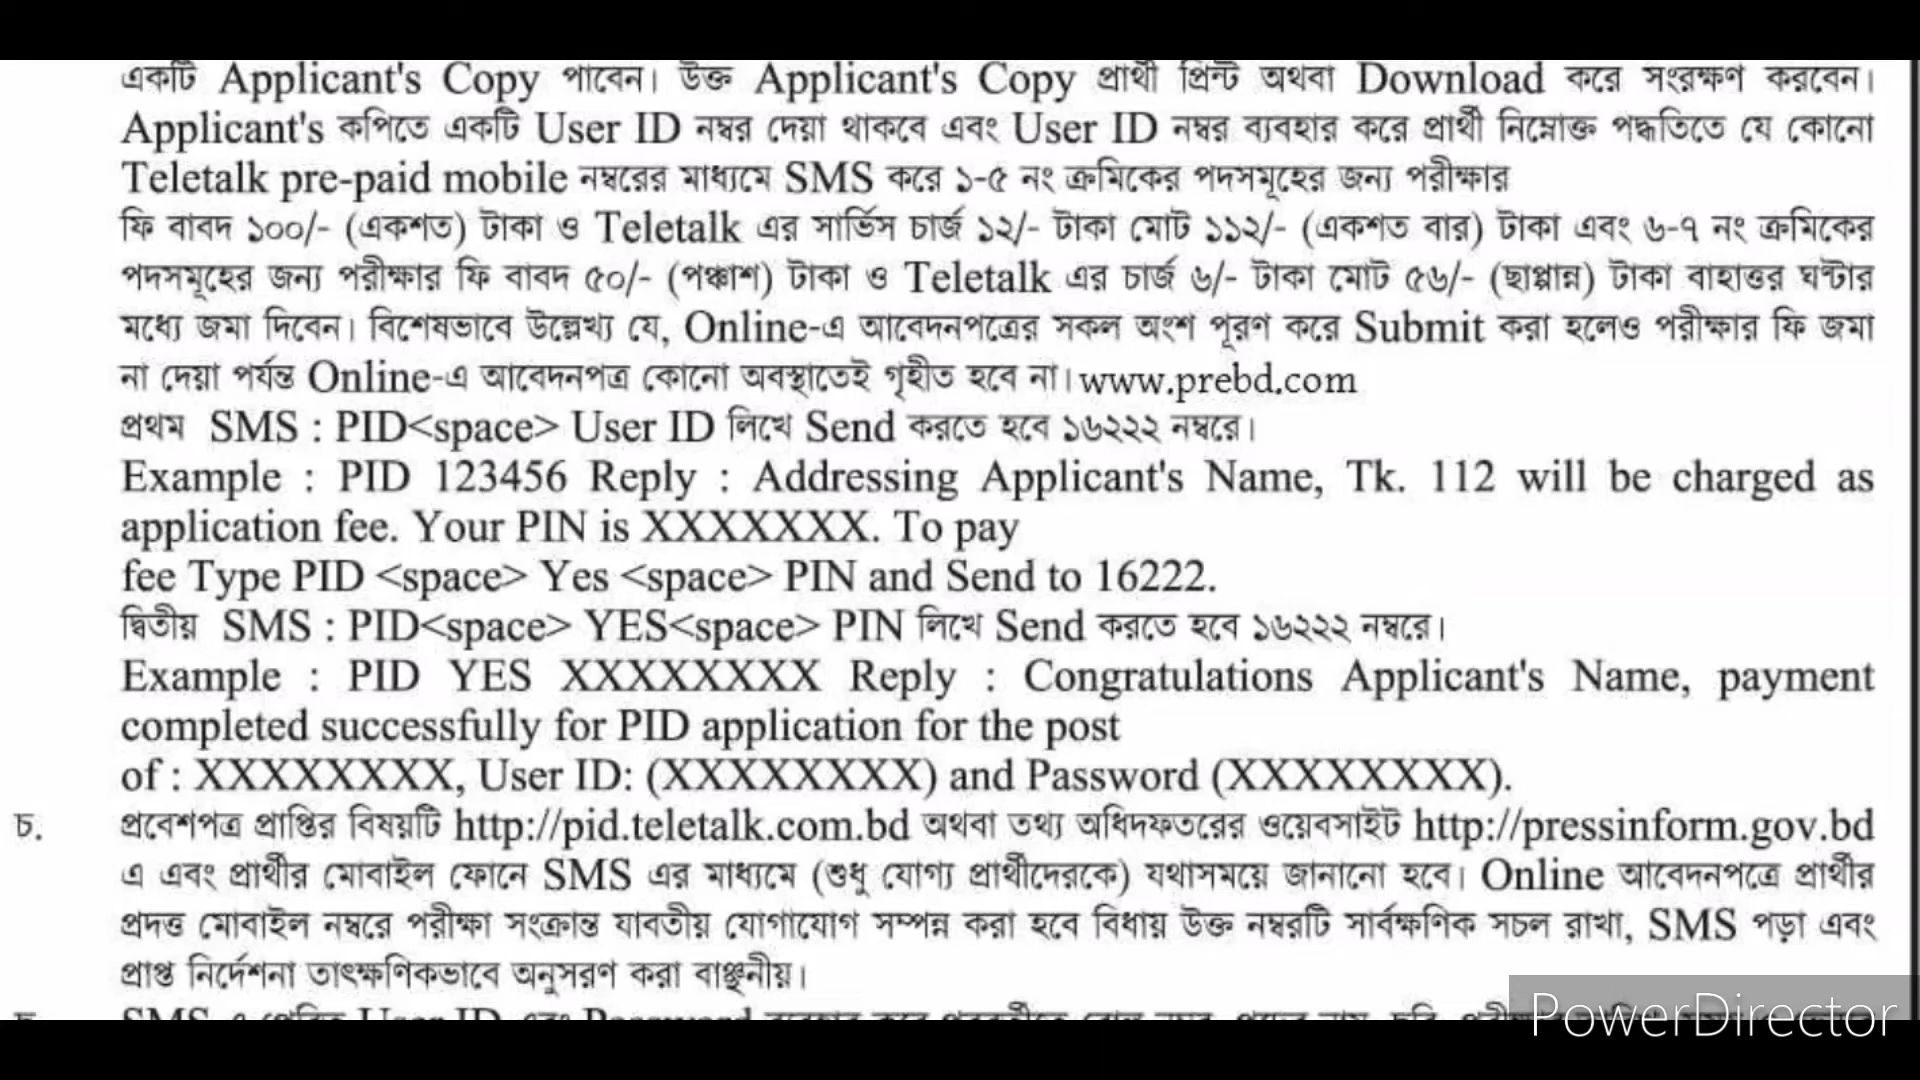 একটি Applicant's Copy পাবেন। উক্ত Applicant's Copy প্রার্থী প্রিন্ট অথবা Download করে সংরক্ষণ করবেন।
Applicant's কপিতে একটি User ID নম্বর দেয়া থাকবে এবং User ID নম্বর ব্যবহার করে প্রার্থী নিম্নোক্ত পদ্ধতিতে যে কোনো
Teletalk pre-paid mobile নম্বরের মাধ্যমে SMS করে ১-৫ নং ক্রমিকের পদসমূহের জন্য পরীক্ষার
ফি বাবদ ১০০/- (একশত) টাকা ও Teletalk এর সার্ভিস চার্জ ১২/- টাকা মোট ১১২/- (একশত বার) টাকা এবং ৬-৭ নং ক্রমিকের
পদসমূহের জন্য পরীক্ষার ফি বাবদ ৫০/- (পঞ্চাশ) টাকা ও Teletalk এর চার্জ ৬/- টাকা মোট ৫৬/- (ছাপ্পান্ন) টাকা বাহাত্তর ঘণ্টার
মধ্যে জমা দিবেন। বিশেষভাবে উল্লেখ্য যে, Online-এ আবেদনপত্রের সকল অংশ পূরণ করে Submit করা হলেও পরীক্ষার ফি জমা
না দেয়া পর্যন্ত Online-এ আবেদনপত্র কোনো অবস্থাতেই গৃহীত হবে না। www.prebd.com
প্রথম SMS : PID<space> User ID লিখে Send করতে হবে ১৬২২২ নম্বরে।
Example : PID 123456 Reply : Addressing Applicant's Name, Tk. 112 will be charged as
application fee. Your PIN is XXXXXXX. To pay
fee Type PID <space> Yes <space> PIN and Send to 16222.
দ্বিতীয় SMS : PID<space> YES<space> PIN লিখে Send করতে হবে ১৬২২২ নম্বরে।
Example : PID YES XXXXXXXX Reply : Congratulations Applicant's Name, payment
completed successfully for PID application for the post
of : XXXXXXXX, User ID: (XXXXXXXX) and Password (XXXXXXXX).
চ. প্রবেশপত্র প্রাপ্তির বিষয়টি http://pid.teletalk.com.bd অথবা তথ্য অধিদফতরের ওয়েবসাইট http://pressinform.gov.bd
এ এবং প্রার্থীর মোবাইল ফোনে SMS এর মাধ্যমে (শুধু যোগ্য প্রার্থীদেরকে) যথাসময়ে জানানো হবে। Online আবেদনপত্রে প্রার্থীর
প্রদত্ত মোবাইল নম্বরে পরীক্ষা সংক্রান্ত যাবতীয় যোগাযোগ সম্পন্ন করা হবে বিধায় উক্ত নম্বরটি সার্বক্ষণিক সচল রাখা, SMS পড়া এবং
প্রাপ্ত নির্দেশনা তাৎক্ষণিকভাবে অনুসরণ করা বাঞ্ছনীয়।
PowerDirector